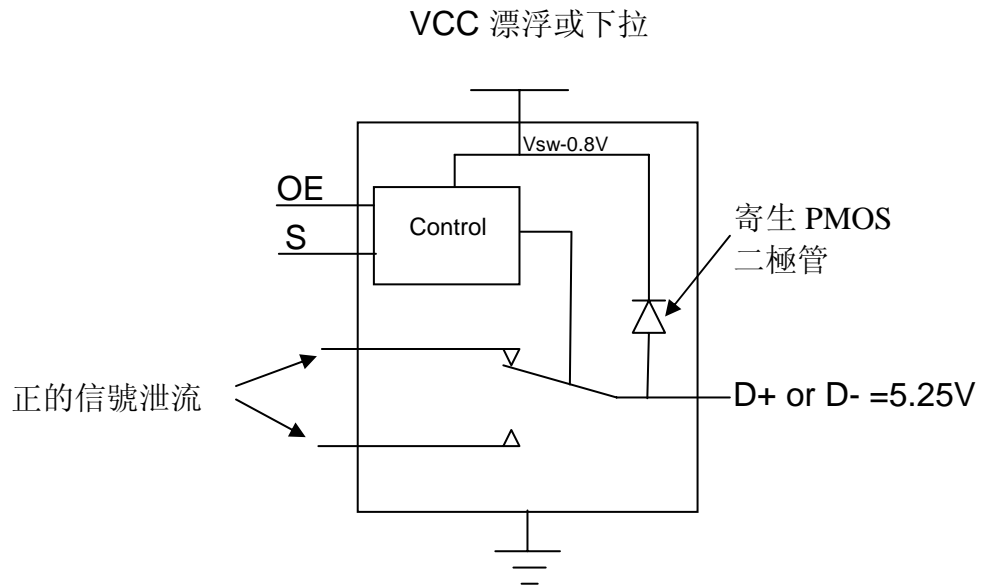 VCC 漂浮或下拉
Vsw-0.8V
OE
S
Control
寄生 PMOS
二極管
正的信號泄流
D+ or D- =5.25V